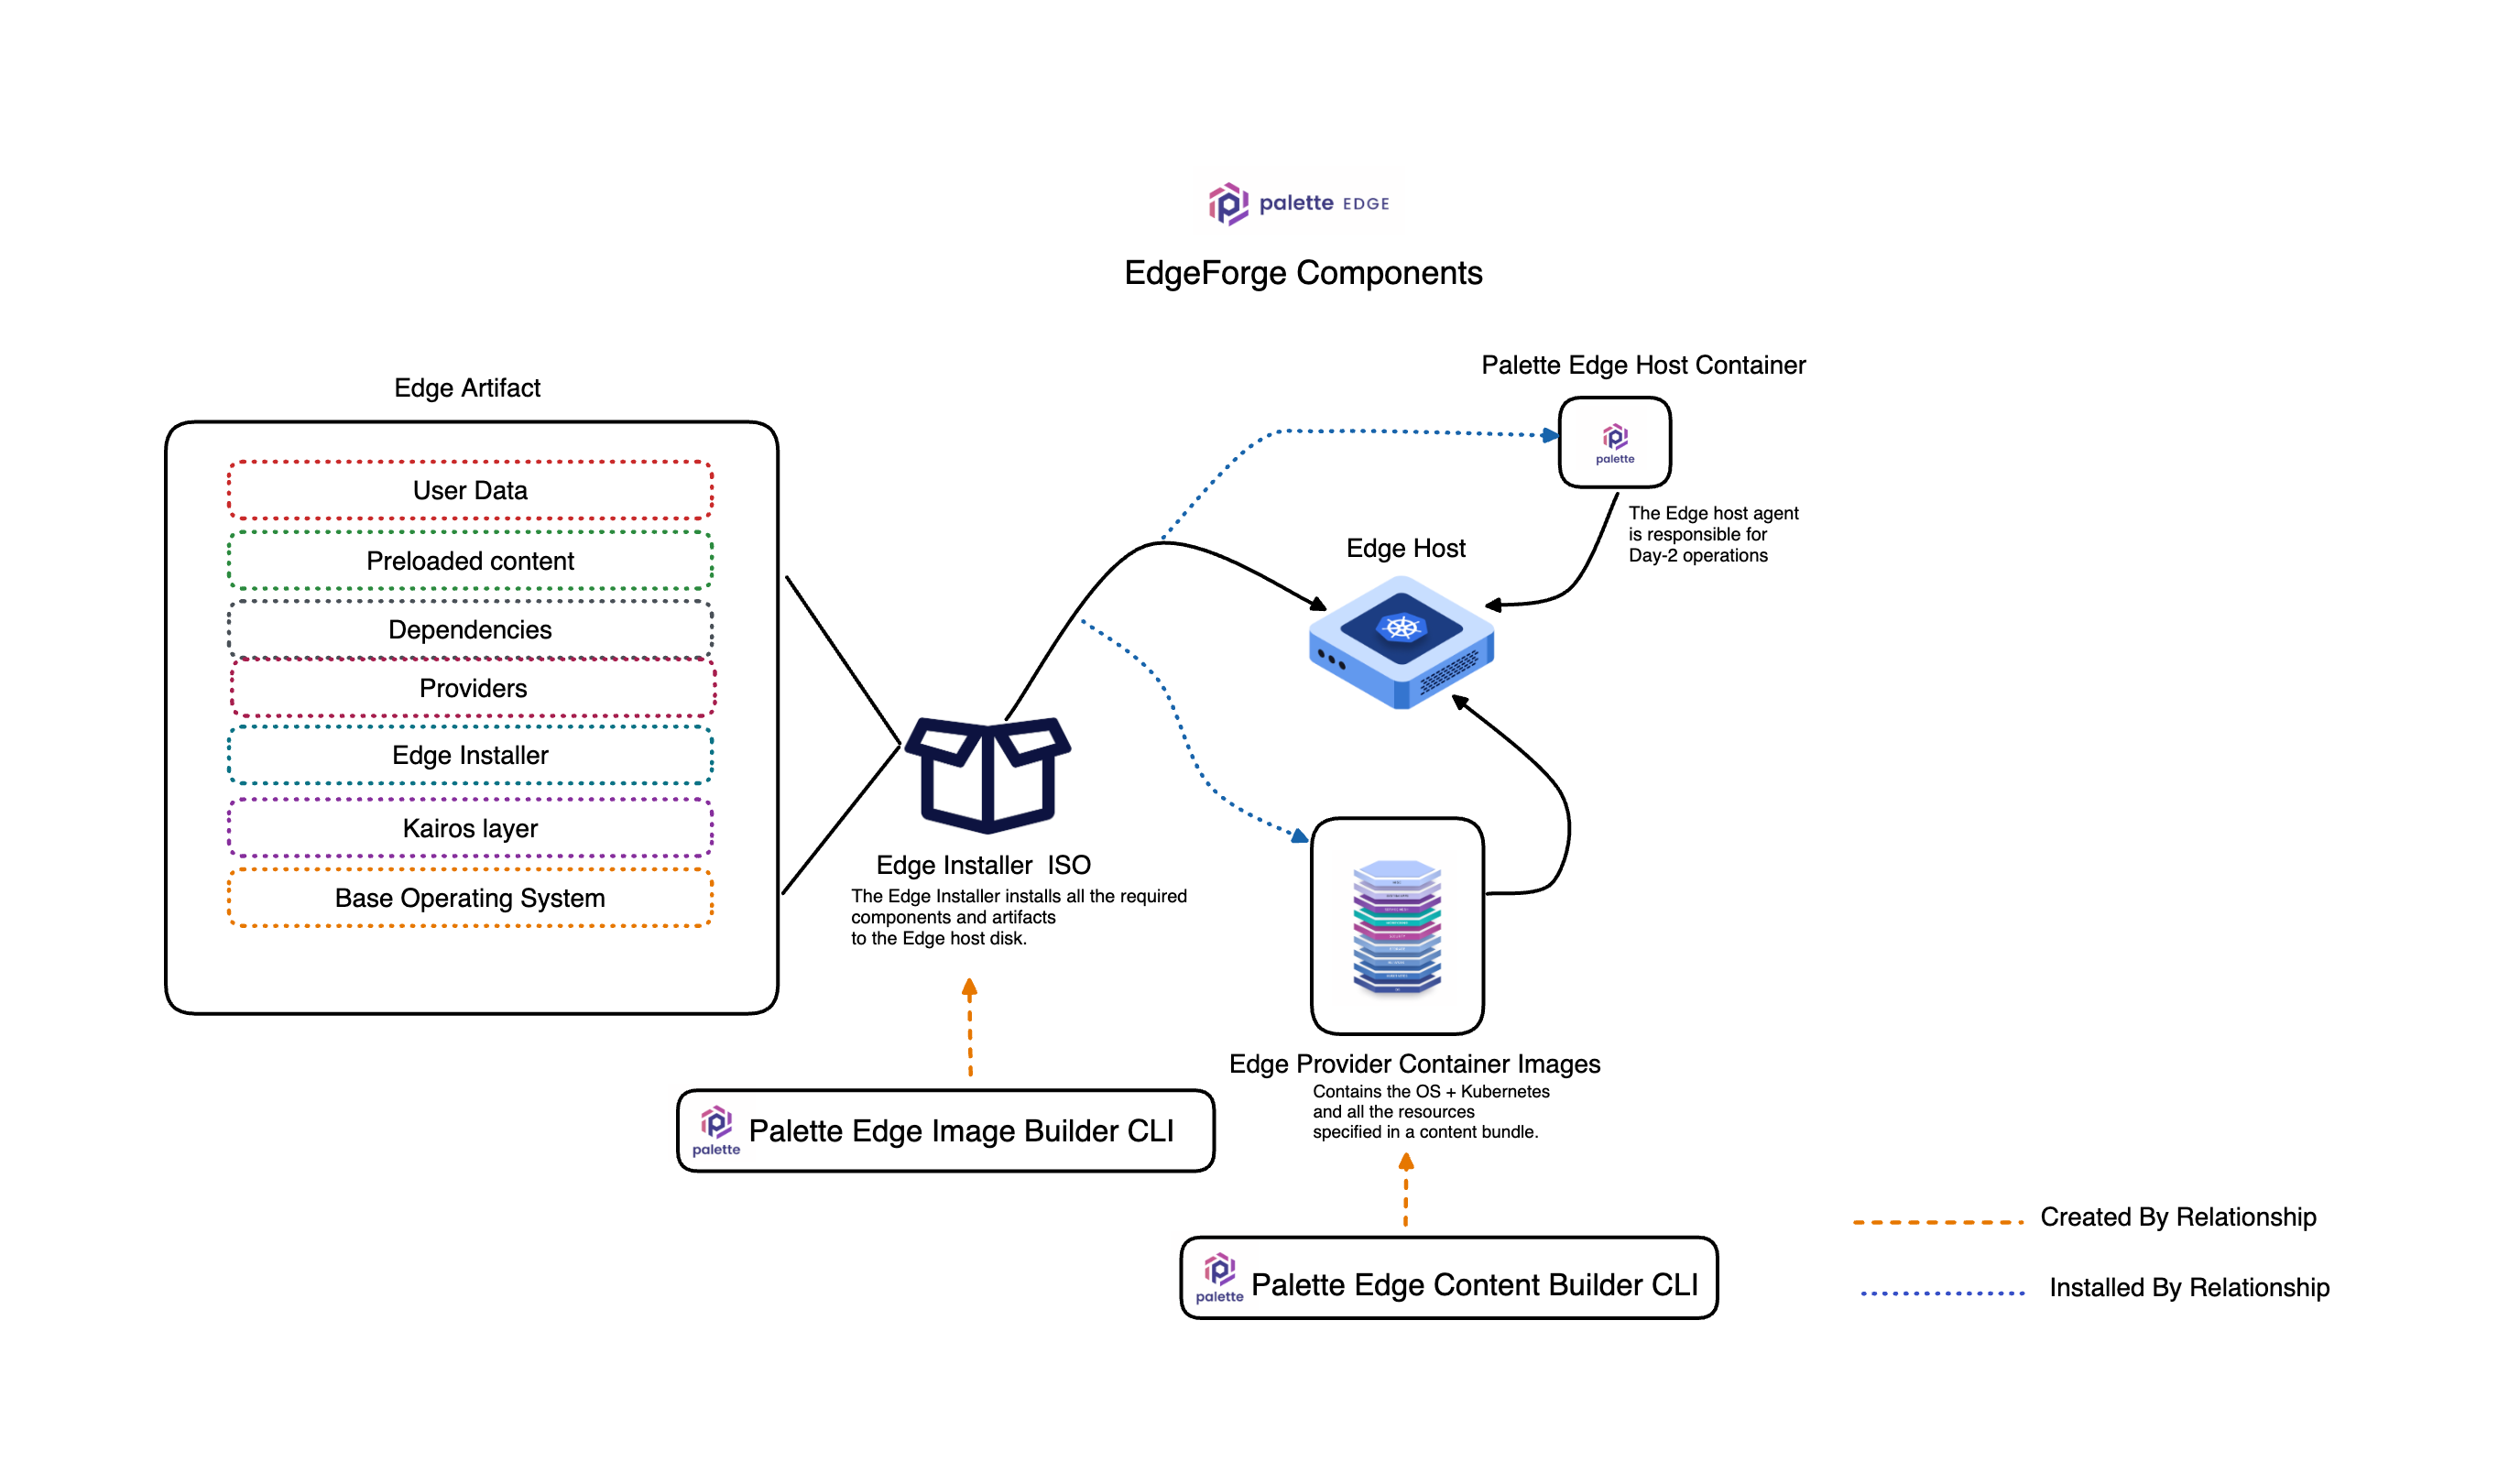 palette EDGE
EdgeForge Components
Palette Edge Host Container
Edge Artifact
palette
User Data
The Edge host agent
is responsible for
Day-2 operations
Edge Host
Preloaded content
Dependencies
Providers
Edge Installer
Kairos layer
Base Operating System
Edge Installer ISO
The Edge Installer installs all the required
components and artifacts
to the Edge host disk.
Edge Provider Container Images
Contains the OS + Kubernetes
and all the resources
specified in a content bundle.
palette
Palette Edge Image Builder CLI
palette
Palette Edge Content Builder CLI
Created By Relationship
Installed By Relationship